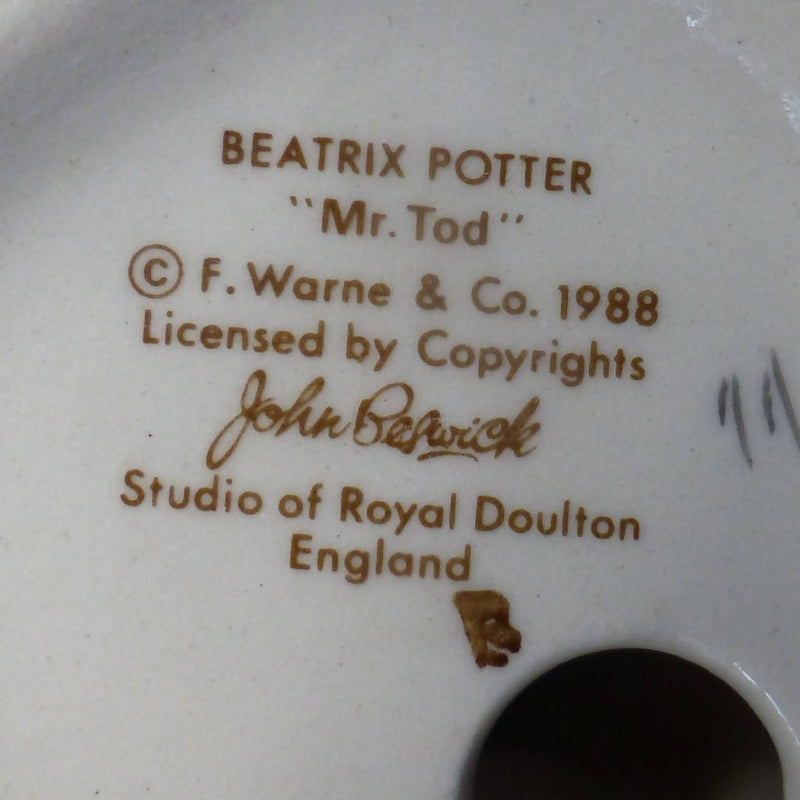 BEATRIX POTTER
"Mr. Tod"
© F. Warne & Co. 1988
Licensed by Copyrights
John Beswick
Studio of Royal Doulton
England